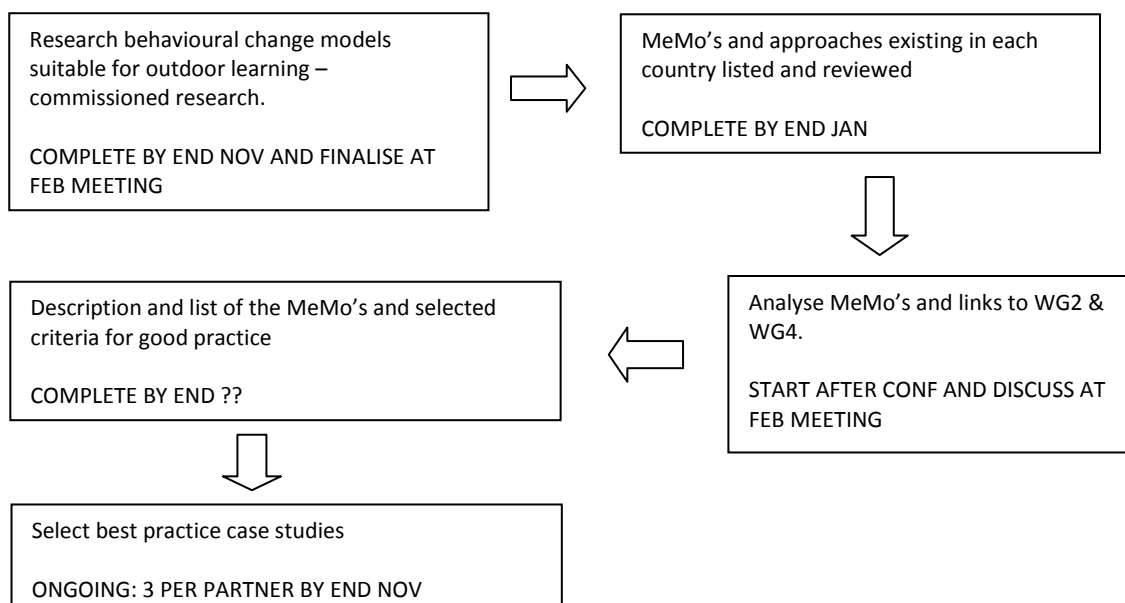 Research behavioural change models
suitable for outdoor learning –
commissioned research.
COMPLETE BY END NOV AND FINALISE AT
FEB MEETING
MeMo's and approaches existing in each
country listed and reviewed
COMPLETE BY END JAN
Analyse MeMo's and links to WG2 &
WG4.
START AFTER CONF AND DISCUSS AT
FEB MEETING
Description and list of the MeMo's and selected
criteria for good practice
COMPLETE BY END ??
Select best practice case studies
ONGOING: 3 PER PARTNER BY END NOV